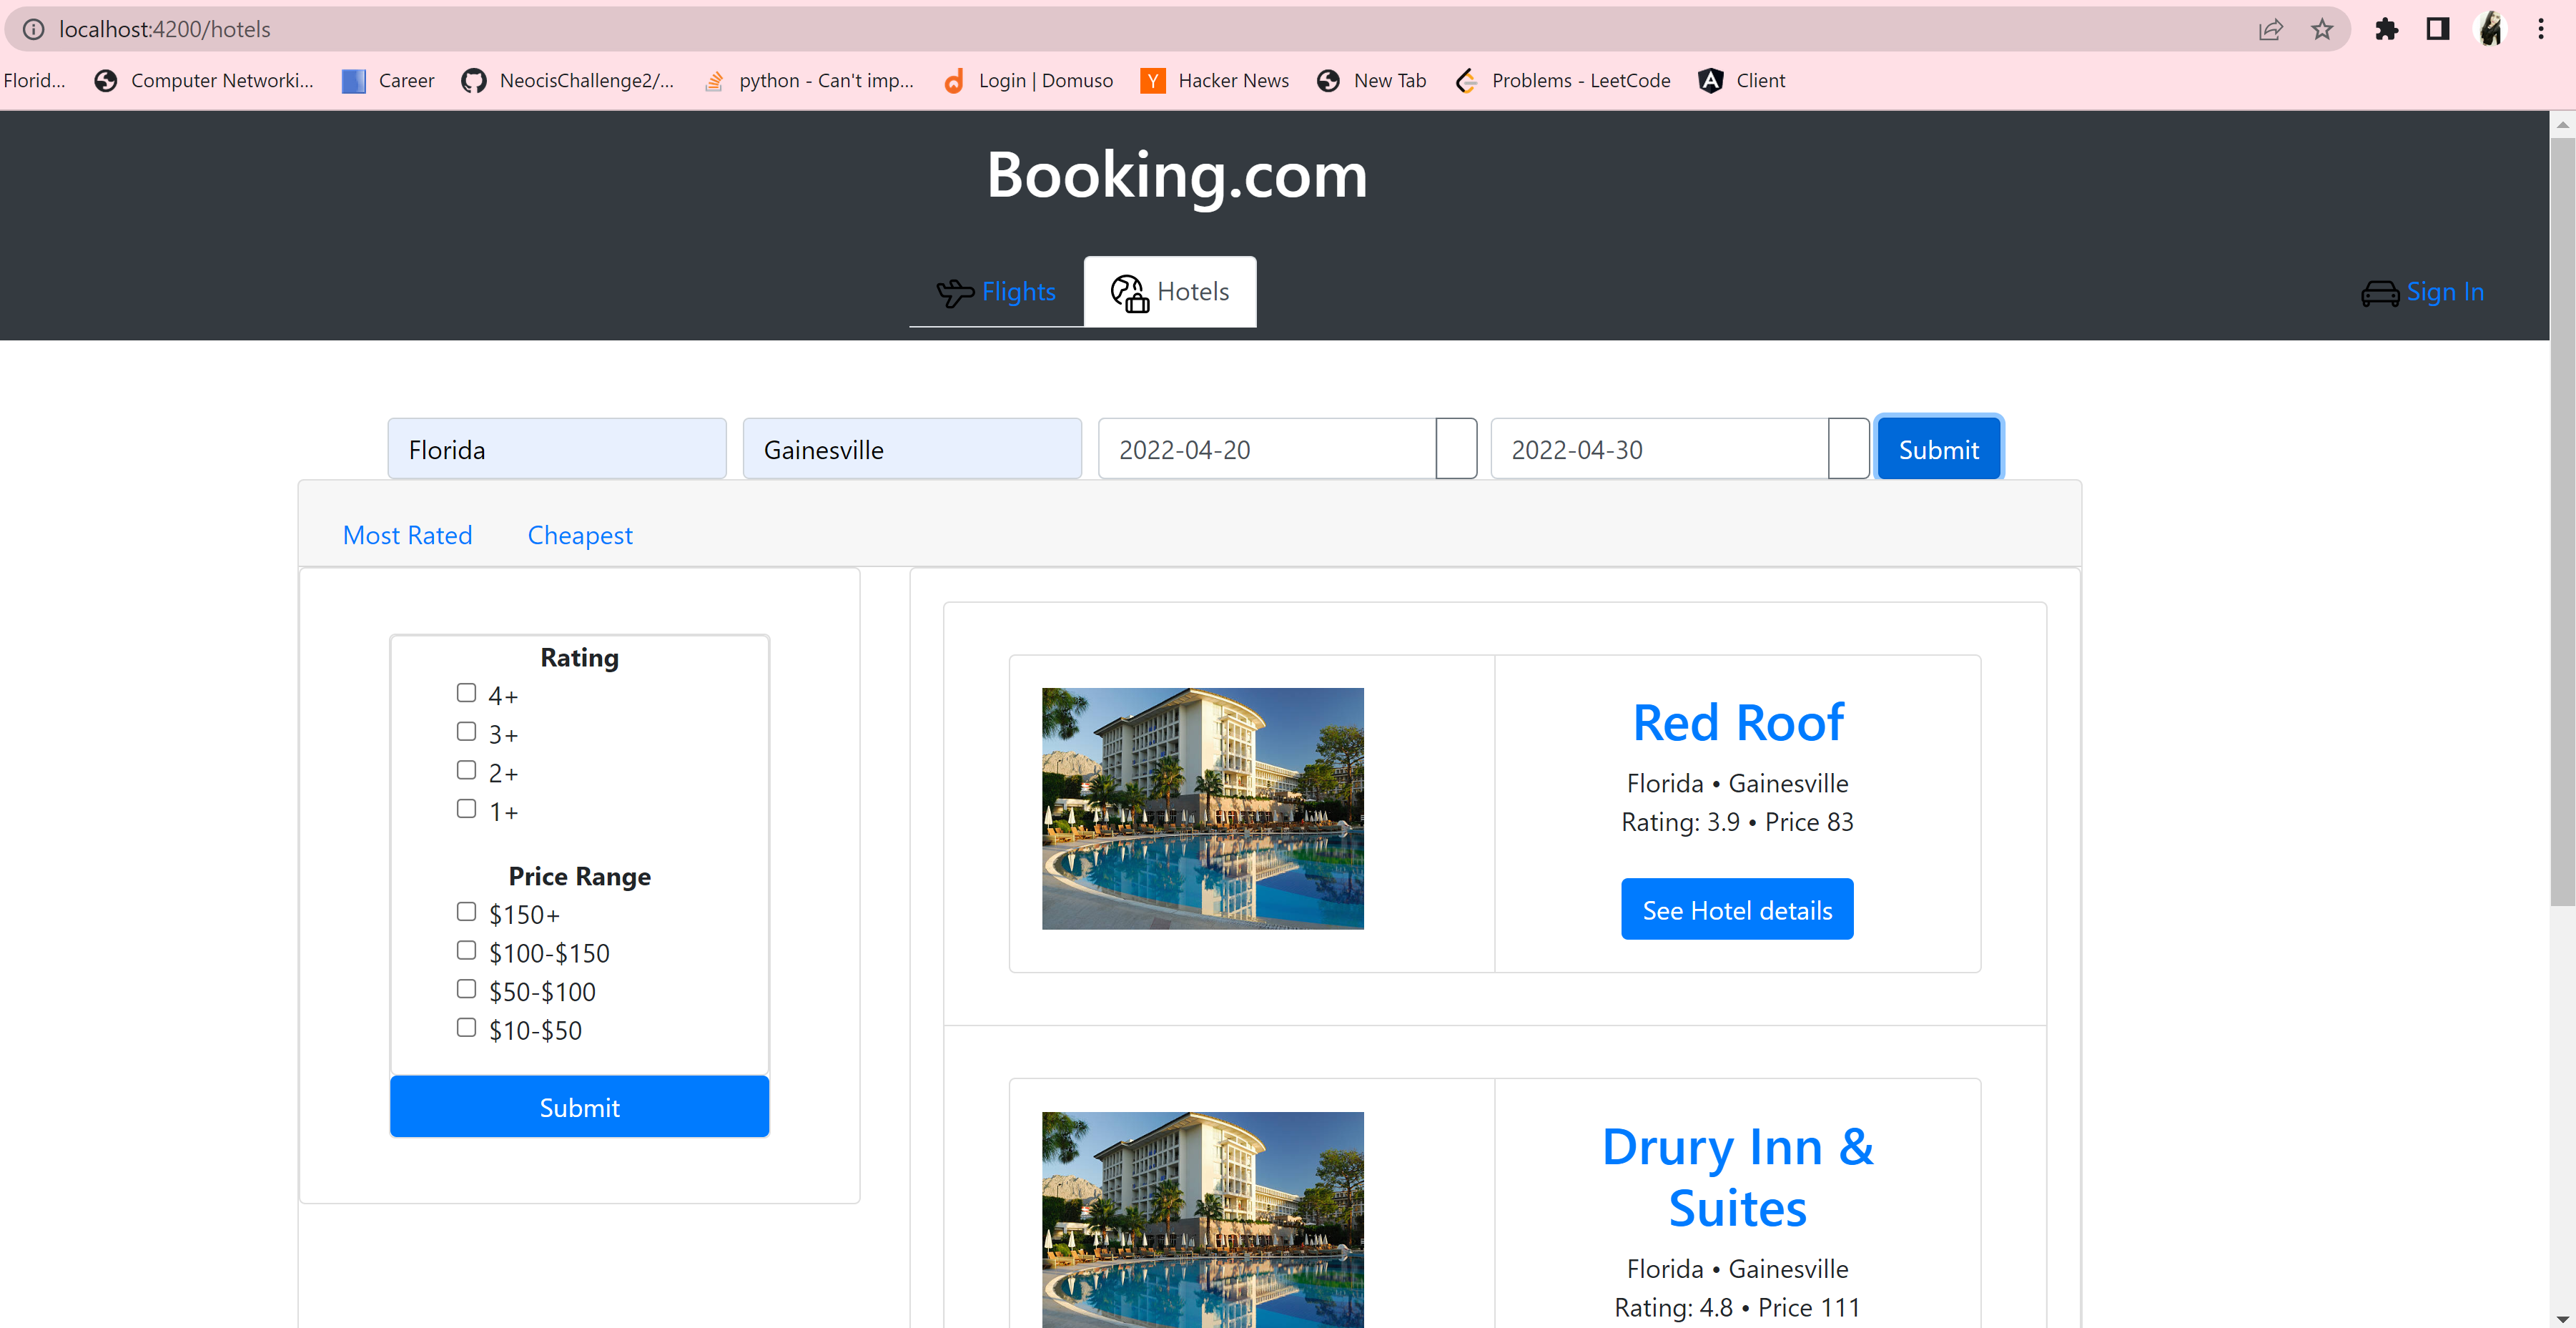 localhost:4200/hotels
Florid...
Computer Networki...
Career
NeocisChallenge2/...
python - Can't imp...
Login | Domuso
Y
Hacker News
New Tab
Problems - LeetCode
Client
Booking.com
Flights
Hotels
Sign In
Florida
Gainesville
2022-04-20
2022-04-30
Submit
Most Rated
Cheapest
Rating
4+
3+
2+
1+
Price Range
$150+
$100-$150
$50-$100
$10-$50
Submit
Red Roof
Florida • Gainesville
Rating: 3.9 • Price 83
See Hotel details
Drury Inn &
Suites
Florida • Gainesville
Rating: 4.8 • Price 111